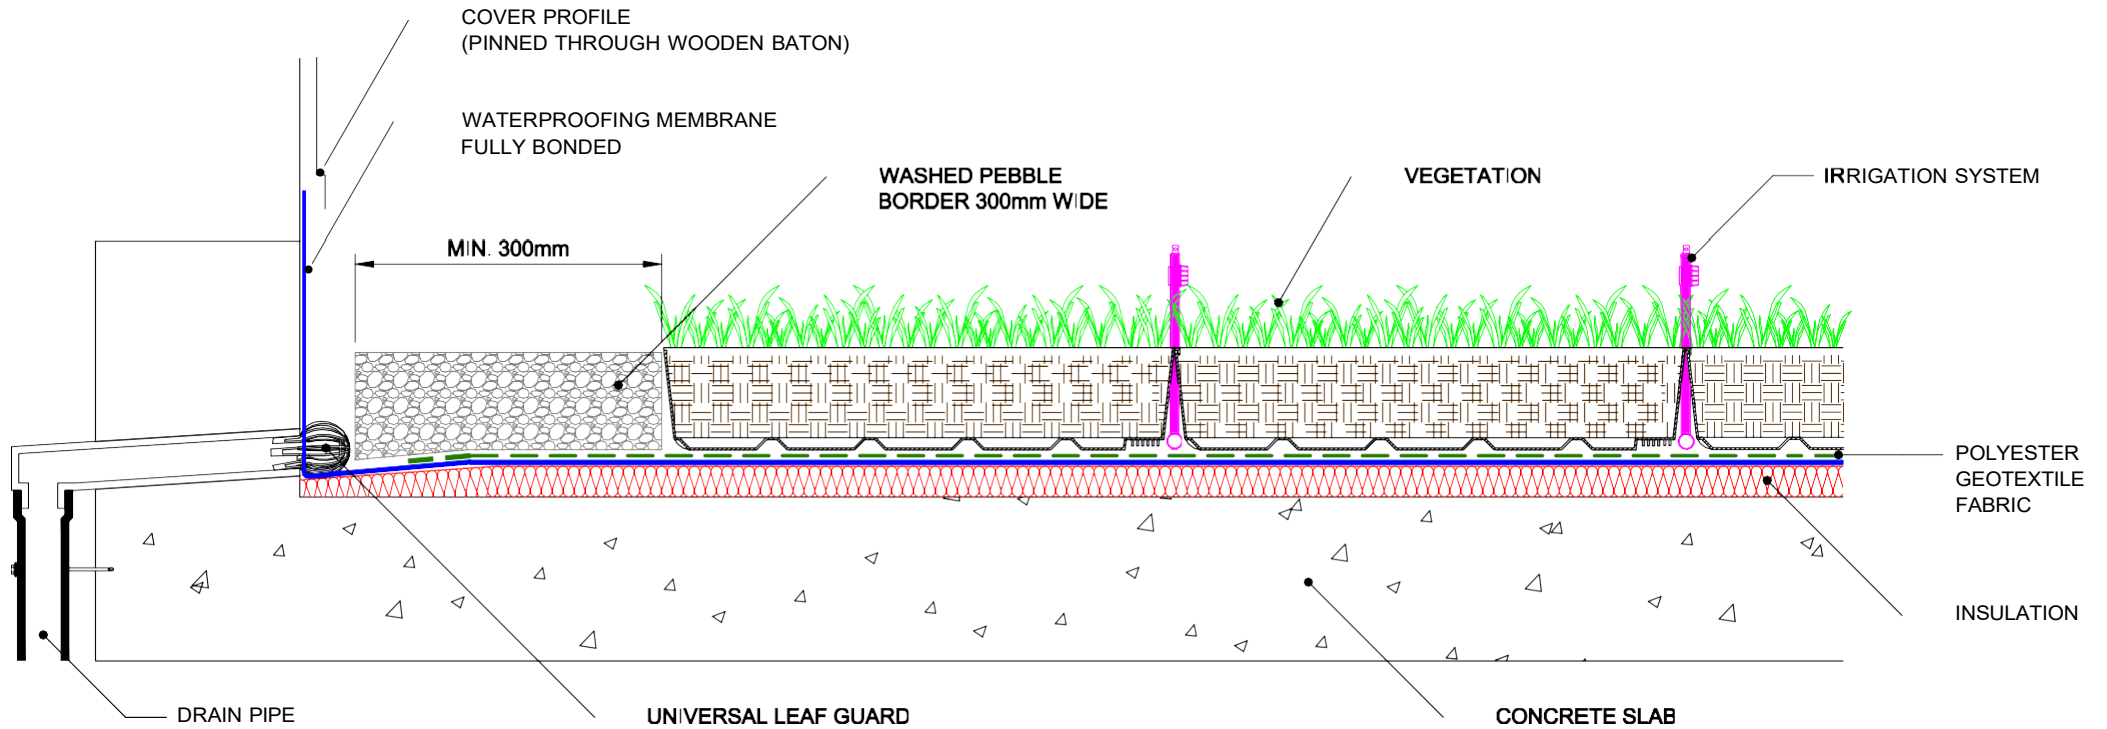 COVER PROFILE
(PINNED THROUGH WOODEN BATON)
WATERPROOFING MEMBRANE
FULLY BONDED
WASHED PEBBLE
BORDER 300mm WIDE
VEGETATION
IRRIGATION SYSTEM
MIN. 300mm
POLYESTER
GEOTEXTILE
FABRIC
INSULATION
DRAIN PIPE
UNIVERSAL LEAF GUARD
CONCRETE SLAB